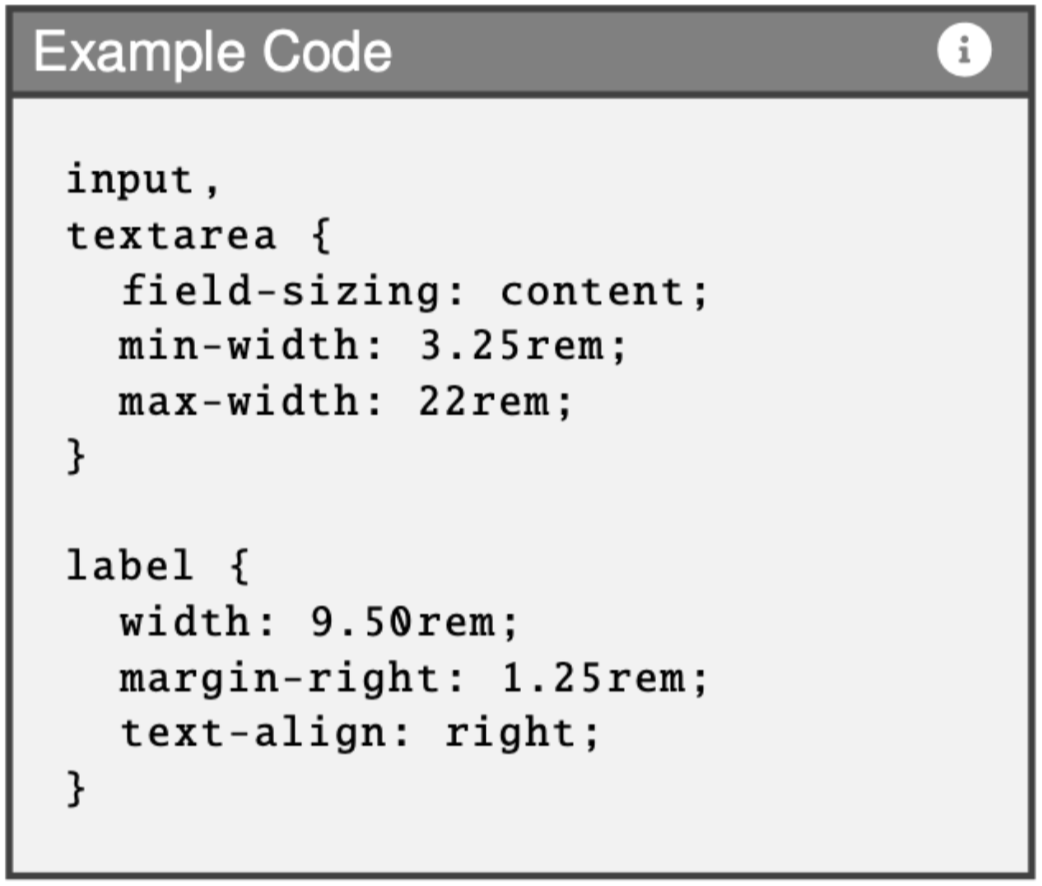 Example Code
input,
textarea {
  field-sizing: content;
  min-width: 3.25rem;
  max-width: 22rem;
}

label {
  width: 9.50rem;
  margin-right: 1.25rem;
  text-align: right;
}